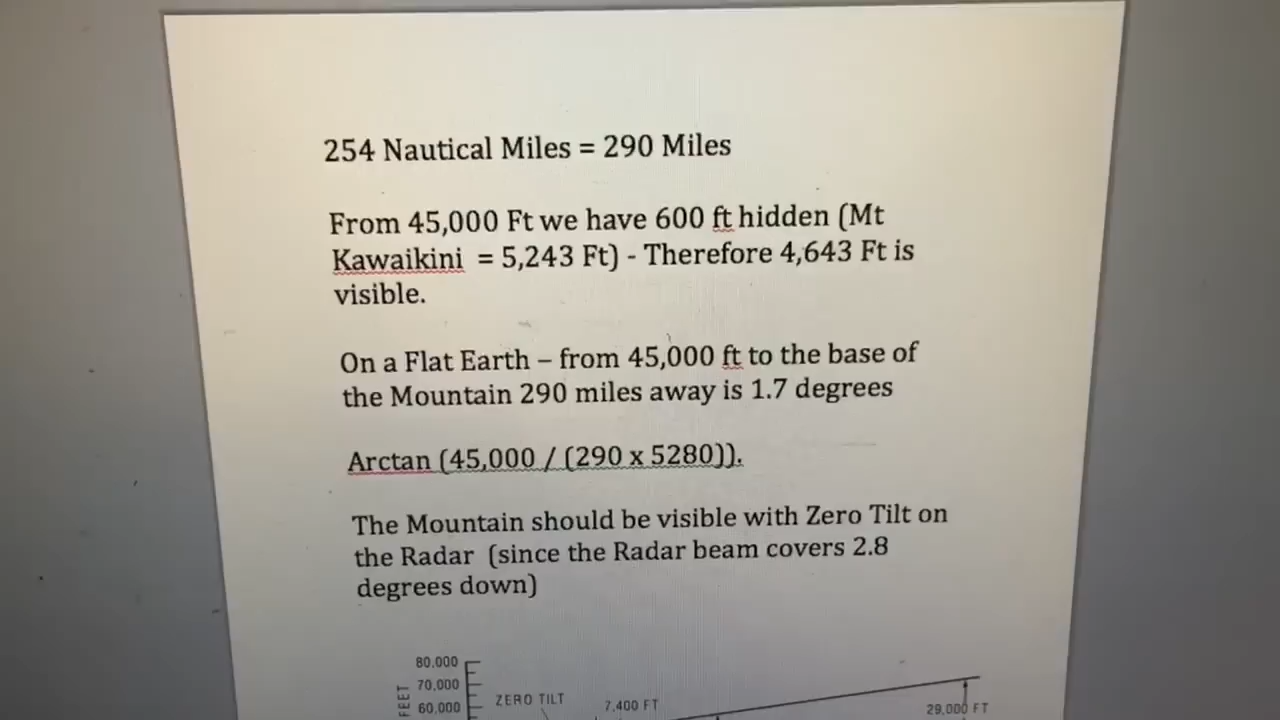 254 Nautical Miles = 290 Miles
From 45,000 Ft we have 600 ft hidden (Mt
Kawaikini = 5,243 Ft) - Therefore 4,643 Ft is
visible.
On a Flat Earth – from 45,000 ft to the base of
the Mountain 290 miles away is 1.7 degrees
Arctan (45,000 / (290 x 5280)).
The Mountain should be visible with Zero Tilt on
the Radar (since the Radar beam covers 2.8
degrees down)
80,000
70,000
60,000
FEET
ZERO TILT
7,400 FT
29,000 FT